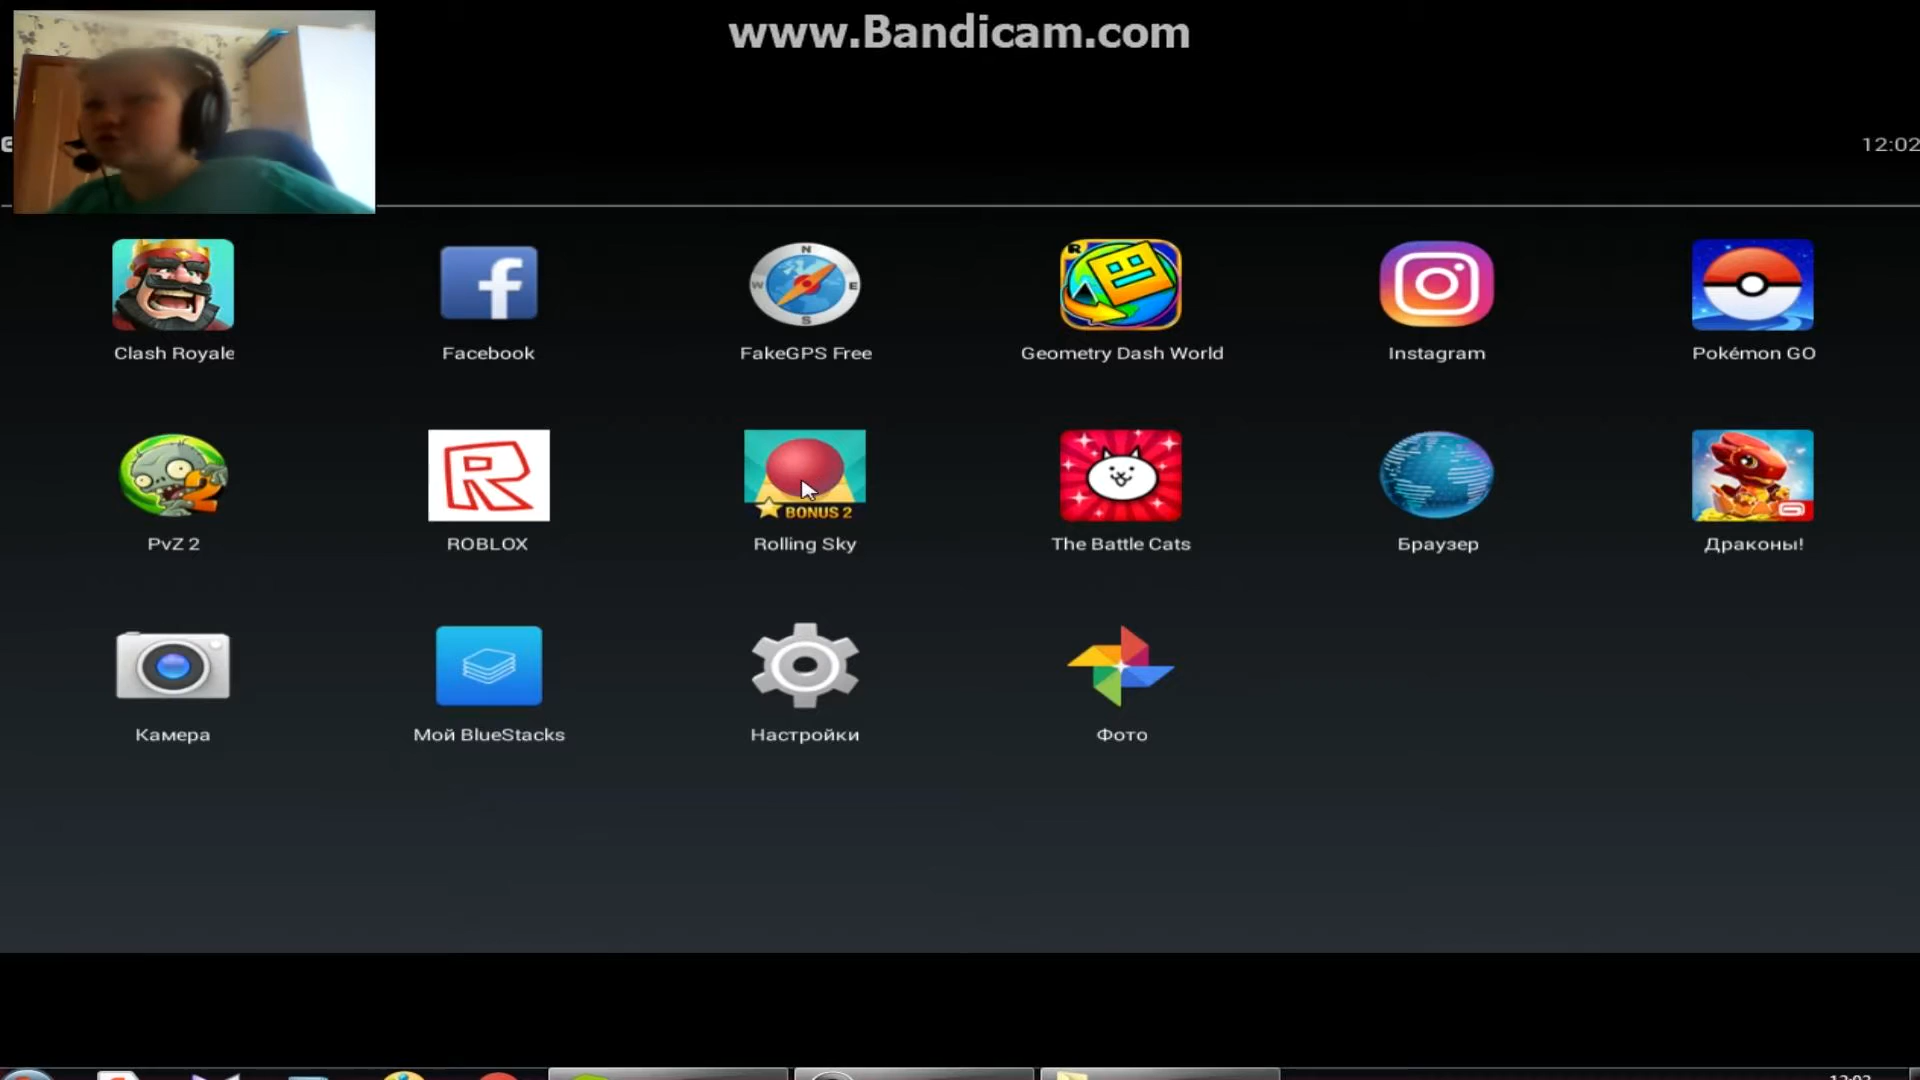 www.Bandicam.com
12:02
Clash Royale
Facebook
FakeGPS Free
Geometry Dash World
Instagram
Pokémon GO
PvZ 2
ROBLOX
BONUS 2
Rolling Sky
The Battle Cats
Браузер
Драконы!
Камера
Мой BlueStacks
Настройки
Фото